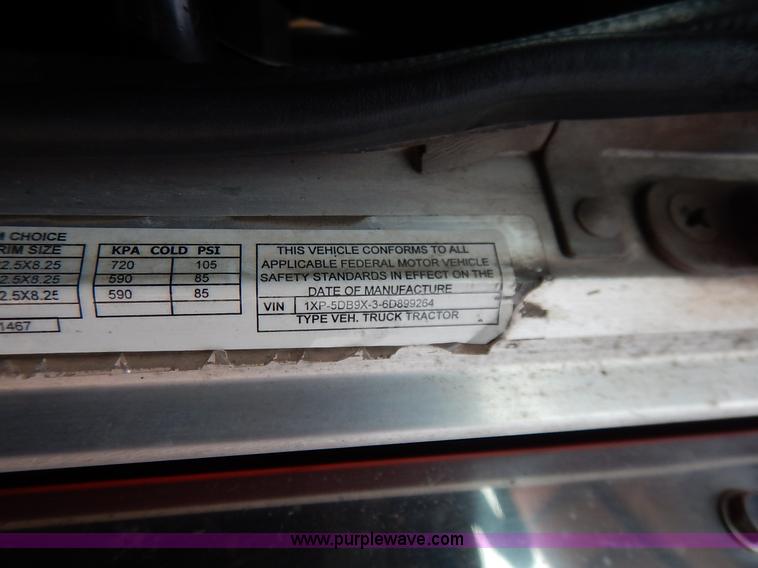 M CHOICE
RIM SIZE
2.5X8.25
2.5X8.25
2.5X8.25
1467
KPA COLD PSI
720 105
590 85
590 85
THIS VEHICLE CONFORMS TO ALL
APPLICABLE FEDERAL MOTOR VEHICLE
SAFETY STANDARDS IN EFFECT ON THE
DATE OF MANUFACTURE
VIN 1XP-5DB9X-3-6D899264
TYPE VEH. TRUCK TRACTOR
www.purplewave.com